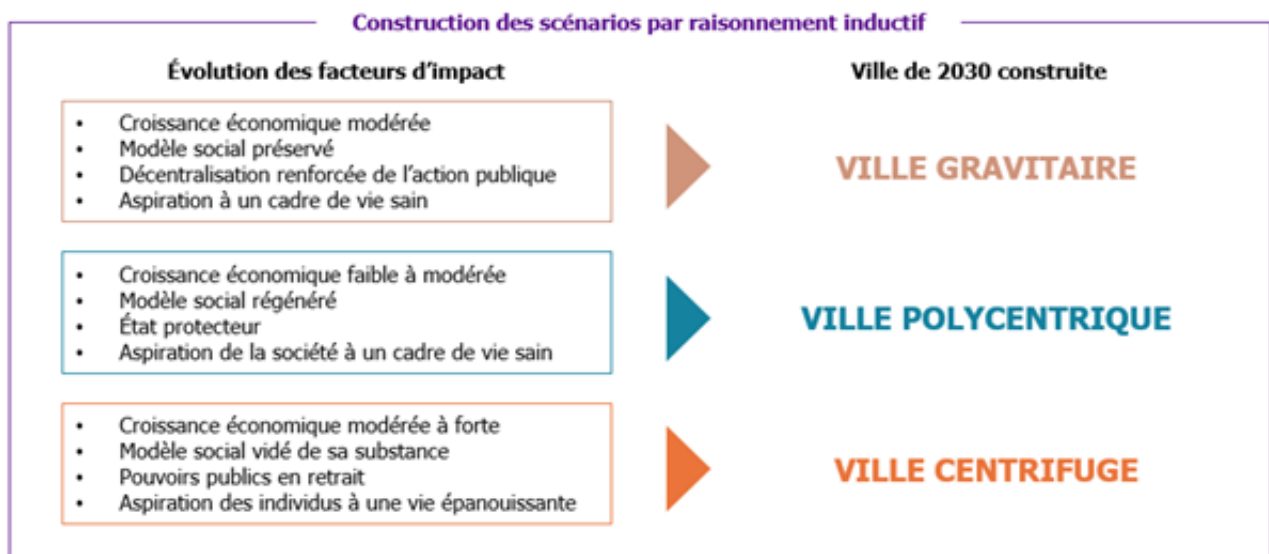 Construction des scénarios par raisonnement inductif
Évolution des facteurs d'impact
Ville de 2030 construite
• Croissance économique modérée
• Modèle social préservé
• Décentralisation renforcée de l'action publique
• Aspiration à un cadre de vie sain
VILLE GRAVITAIRE
• Croissance économique faible à modérée
• Modèle social régénéré
• État protecteur
• Aspiration de la société à un cadre de vie sain
VILLE POLYCENTRIQUE
• Croissance économique modérée à forte
• Modèle social vidé de sa substance
• Pouvoirs publics en retrait
• Aspiration des individus à une vie épanouissante
VILLE CENTRIFUGE